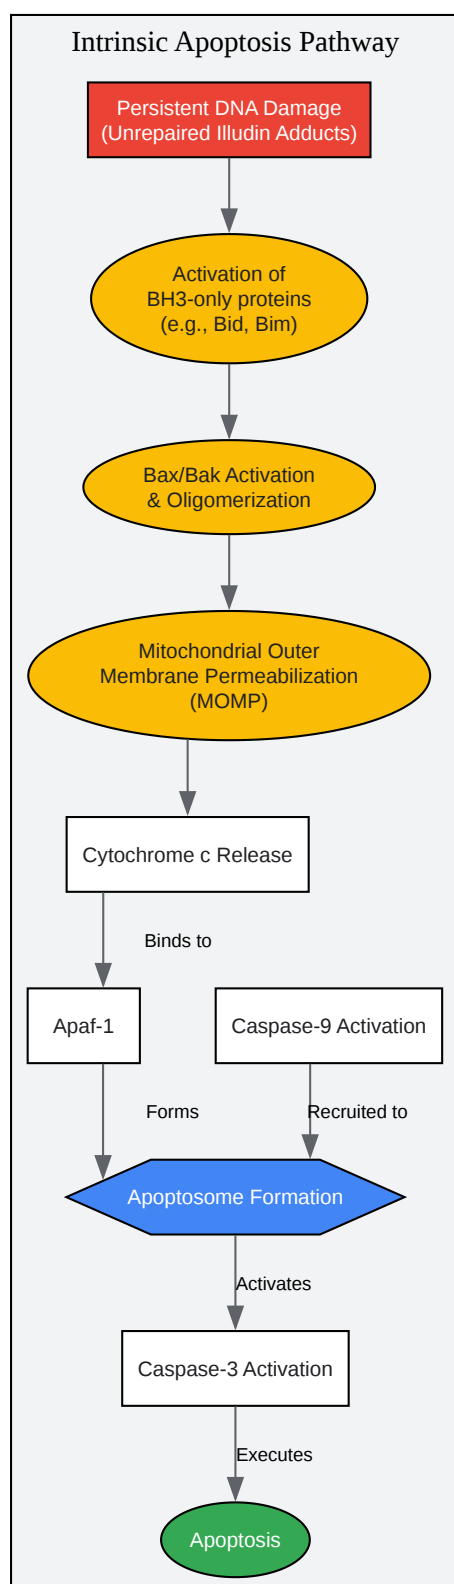 Intrinsic Apoptosis Pathway
Persistent DNA Damage
(Unrepaired Illudin Adducts)
Activation of
BH3-only proteins
(e.g., Bid, Bim)
Bax/Bak Activation
& Oligomerization
Mitochondrial Outer
Membrane Permeabilization
(MOMP)
Cytochrome c Release
Binds to
Apaf-1
Caspase-9 Activation
Forms
Recruited to
Apoptosome Formation
Activates
Caspase-3 Activation
Executes
Apoptosis